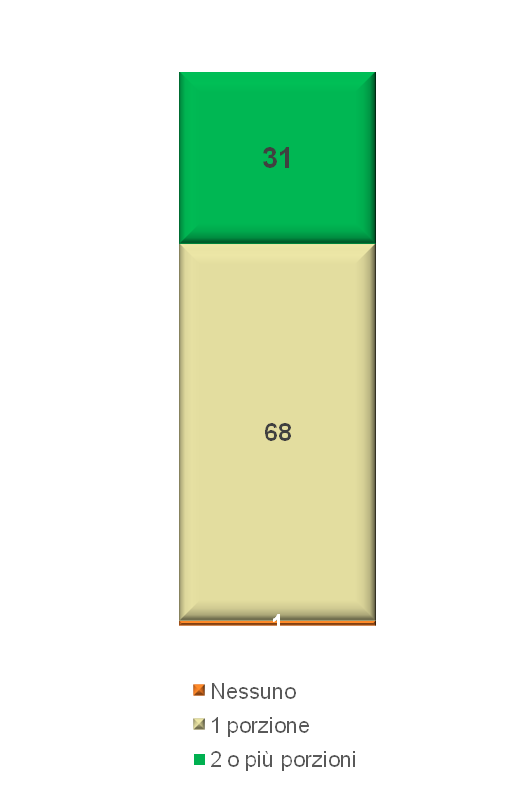 31
68
1
Nessuno
1 porzione
2 o più porzioni